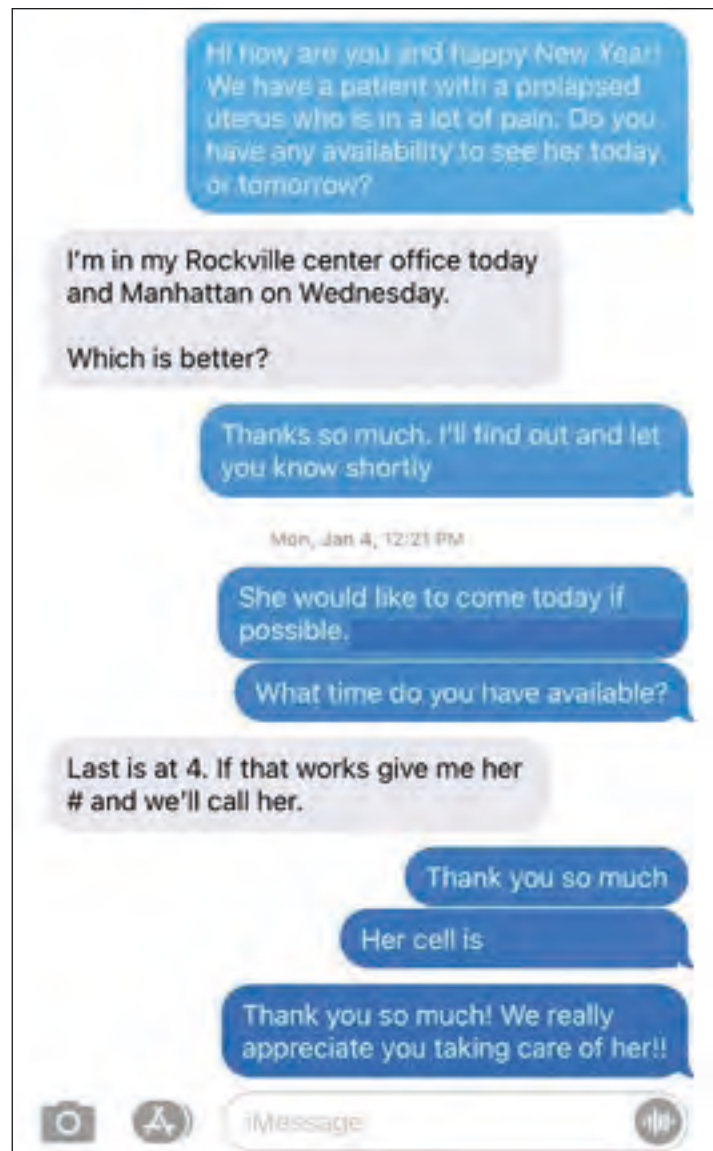 Hi how are you and happy New Year!
We have a patient with a prolapsed
uterus who is in a lot of pain. Do you
have any availability to see her today
or tomorrow?
I'm in my Rockville center office today
and Manhattan on Wednesday.
Which is better?
Thanks so much. I'll find out and let
you know shortly
Mon, Jan 4, 12:21 PM
She would like to come today if
possible.
What time do you have available?
Last is at 4. If that works give me her
# and we'll call her.
Thank you so much
Her cell is
Thank you so much! We really
appreciate you taking care of her!!
iMessage